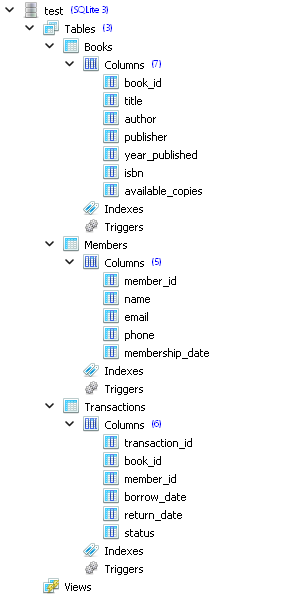 test (SQLite 3)
Tables (3)
Books
Columns (7)
book_id
title
author
publisher
year_published
isbn
available_copies
Indexes
Triggers
Members
Columns (5)
member_id
name
email
phone
membership_date
Indexes
Triggers
Transactions
Columns (6)
transaction_id
book_id
member_id
borrow_date
return_date
status
Indexes
Triggers
Views